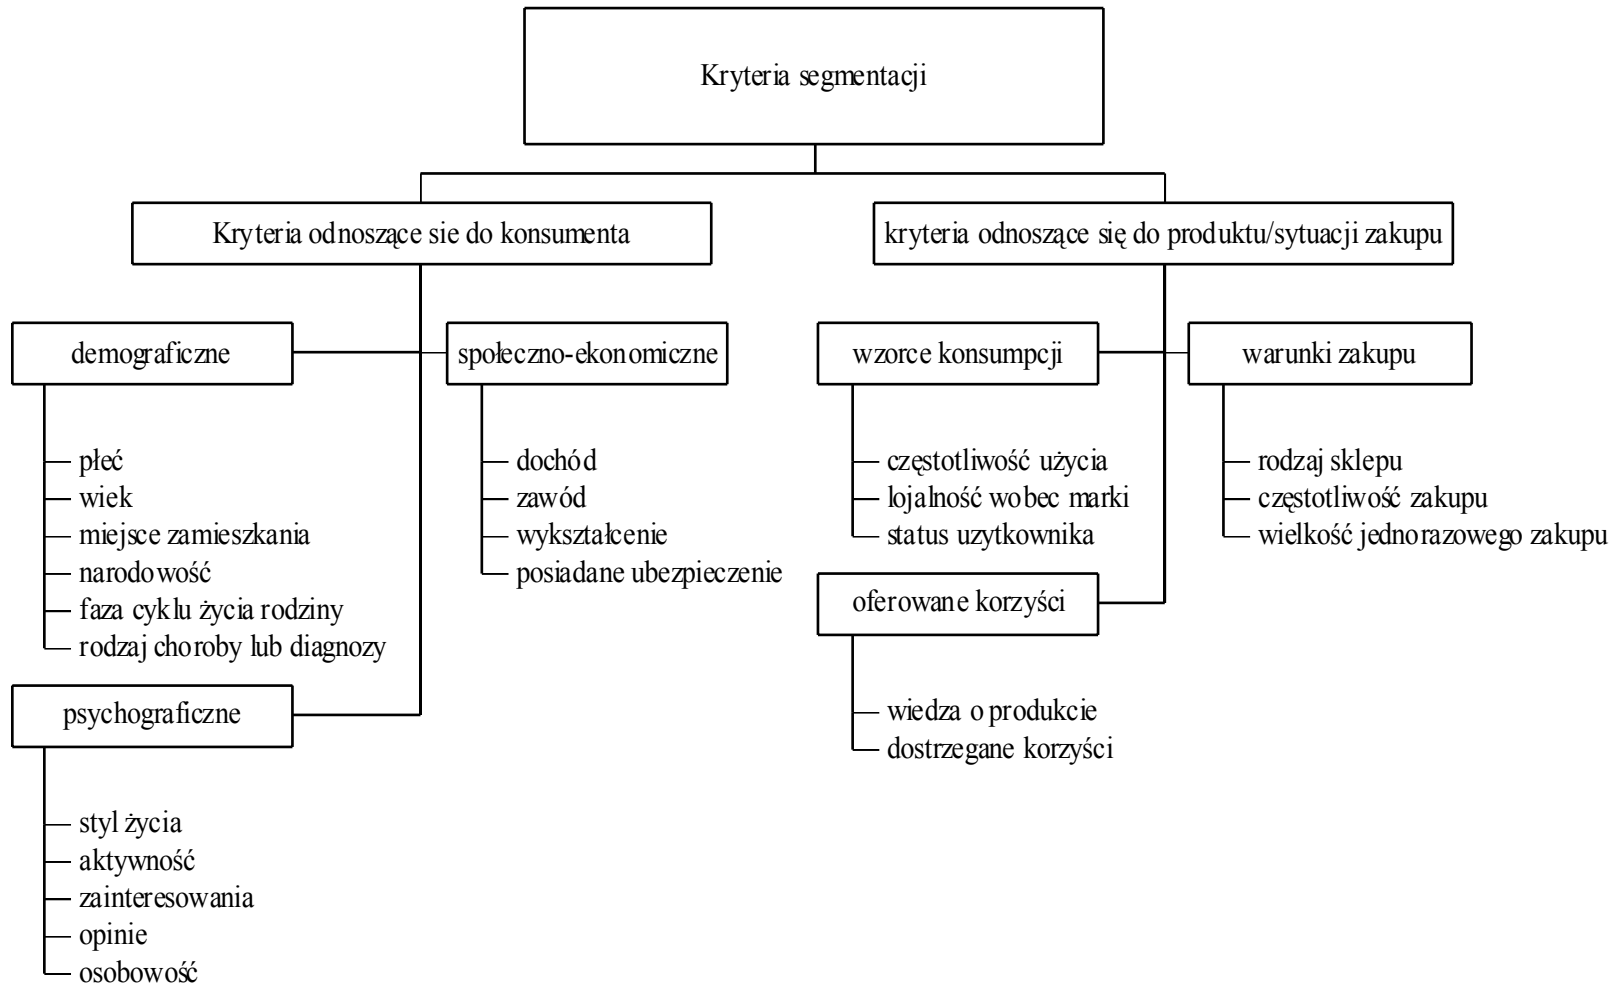 Kryteria segmentacji
Kryteria odnoszące sie do konsumenta
kryteria odnoszące się do produktu/sytuacji zakupu
demograficzne
płeć
wiek
miejsce zamieszkania
narodowość
faza cyklu życia rodziny
rodzaj choroby lub diagnozy
społeczno-ekonomiczne
dochód
zawód
wykształcenie
posiadane ubezpieczenie
psychograficzne
styl życia
aktywność
zainteresowania
opinie
osobowość
wzorce konsumpcji
częstotliwość użycia
lojalność wobec marki
status uzytkownika
warunki zakupu
rodzaj sklepu
częstotliwość zakupu
wielkość jednorazowego zakupu
oferowane korzyści
wiedza o produkcie
dostrzegane korzyści